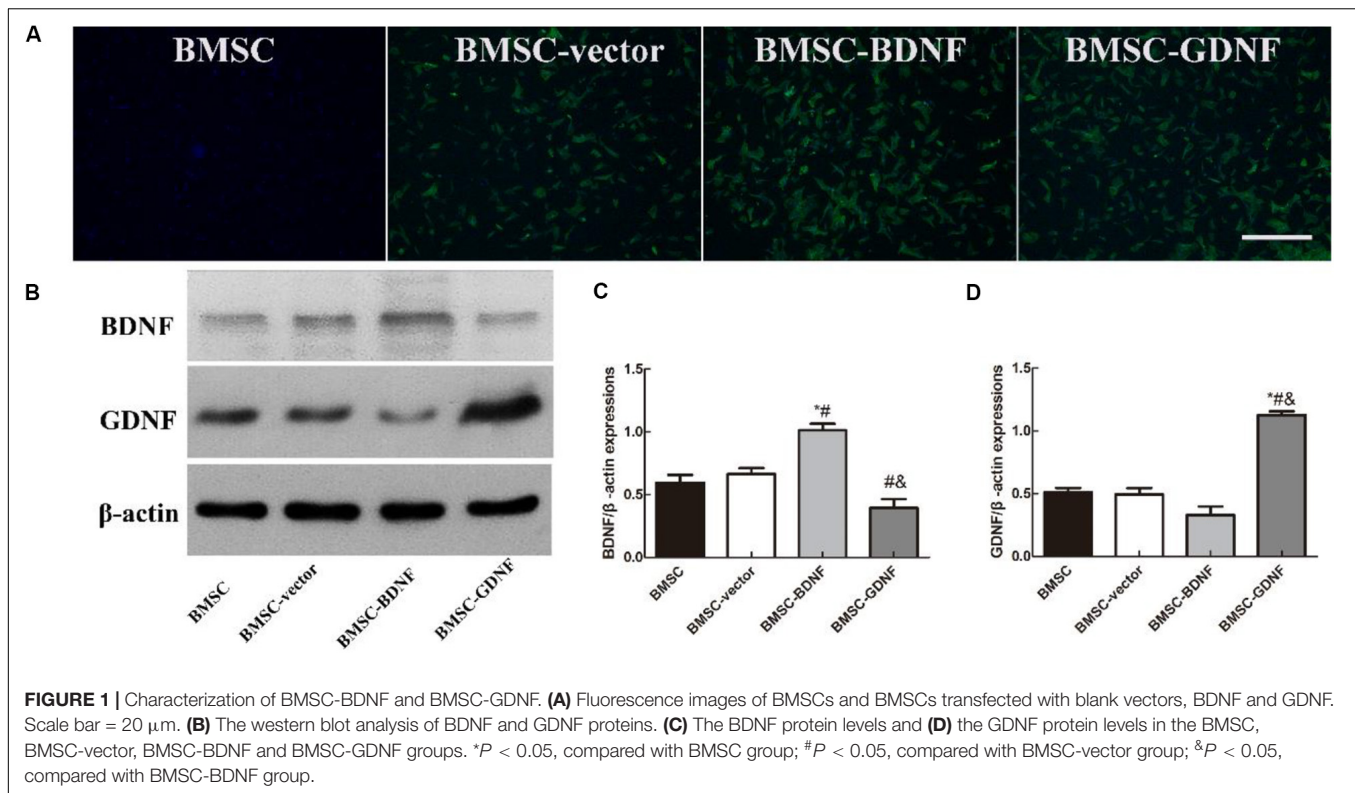 A
BMSC
BMSC-vector
BMSC-BDNF
BMSC-GDNF
B
BDNF
GDNF
β-actin
BMSC
BMSC-vector
BMSC-BDNF
BMSC-GDNF
C
BDNF/β -actin expressions
1.5
1.0
0.5
0.0
*#
#&
BMSC
BMSC-vector
BMSC-BDNF
BMSC-GDNF
D
GDNF/β -actin expressions
1.5
1.0
0.5
0.0
*#&
BMSC
BMSC-vector
BMSC-BDNF
BMSC-GDNF
FIGURE 1 | Characterization of BMSC-BDNF and BMSC-GDNF. (A) Fluorescence images of BMSCs and BMSCs transfected with blank vectors, BDNF and GDNF.
Scale bar = 20 μm. (B) The western blot analysis of BDNF and GDNF proteins. (C) The BDNF protein levels and (D) the GDNF protein levels in the BMSC,
BMSC-vector, BMSC-BDNF and BMSC-GDNF groups. *P < 0.05, compared with BMSC group; #P < 0.05, compared with BMSC-vector group; &P < 0.05,
compared with BMSC-BDNF group.